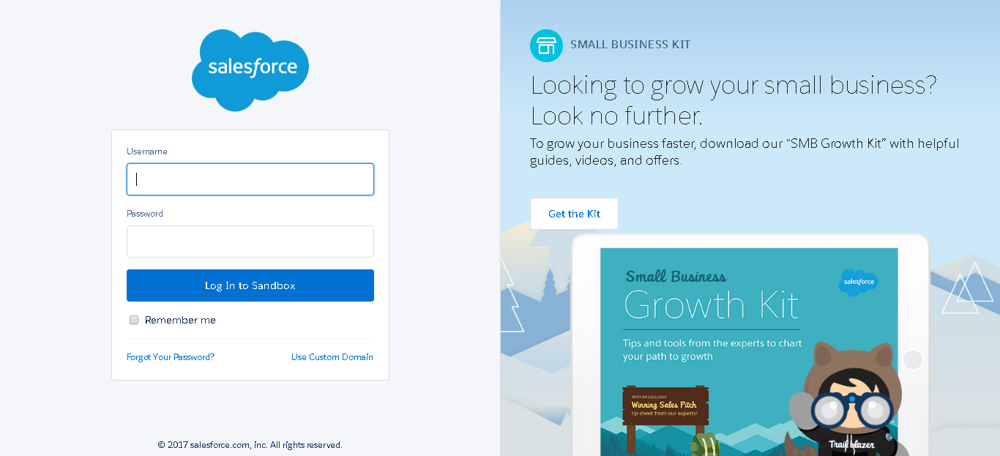 salesforce
Username
Password
Log In to Sandbox
Remember me
Forgot Your Password?
Use Custom Domain
© 2017 salesforce.com, inc. All rights reserved.
SMALL BUSINESS KIT
Looking to grow your small business?
Look no further.
To grow your business faster, download our “SMB Growth Kit” with helpful
guides, videos, and offers.
Get the Kit
Small Business
salesforce
Growth Kit
Tips and tools from the experts to chart
your path to growth
WITH AN EXCLUSIVE
Winning Sales Pitch
tip sheet from our experts!
Trailblazer